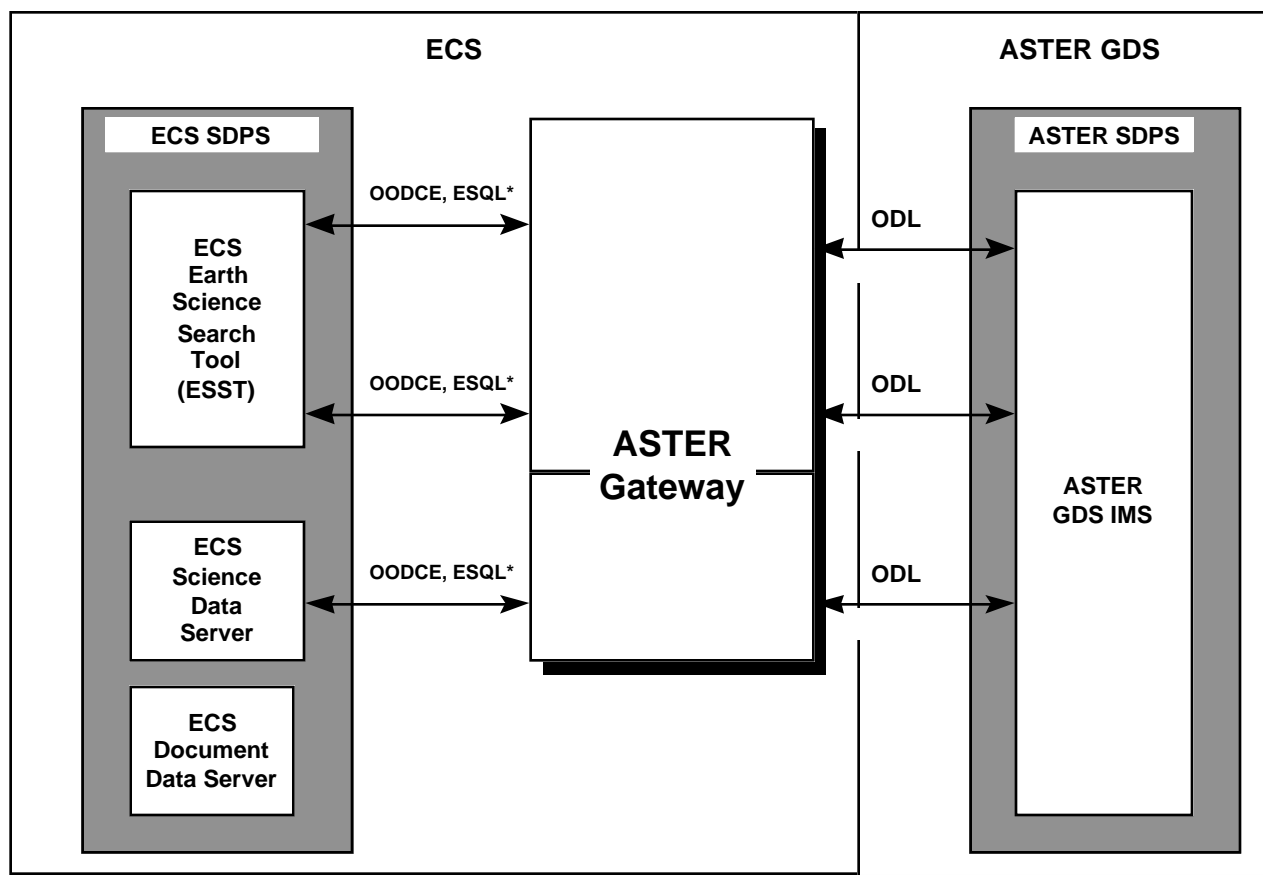 ECS
ASTER GDS
ECS SDPS
ASTER SDPS
ECS
Earth
Science
Search
Tool
(ESST)
OODCE, ESQL*
OODCE, ESQL*
OODCE, ESQL*
ECS
Science
Data
Server
ECS
Document
Data Server
ASTER
Gateway
ODL
ODL
ODL
ASTER
GDS IMS